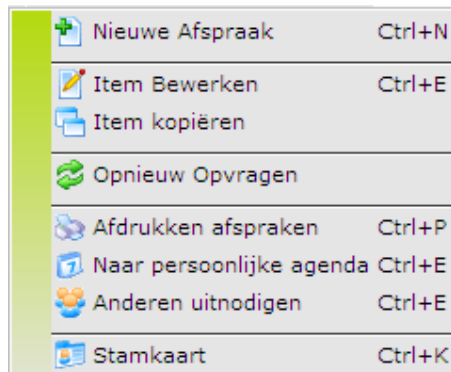 Nieuwe Afspraak Ctrl+N
Item Bewerken Ctrl+E
Item kopiëren
Opnieuw Opvragen
Afdrukken afspraken Ctrl+P
Naar persoonlijke agenda Ctrl+E
Anderen uitnodigen Ctrl+E
Stamkaart Ctrl+K